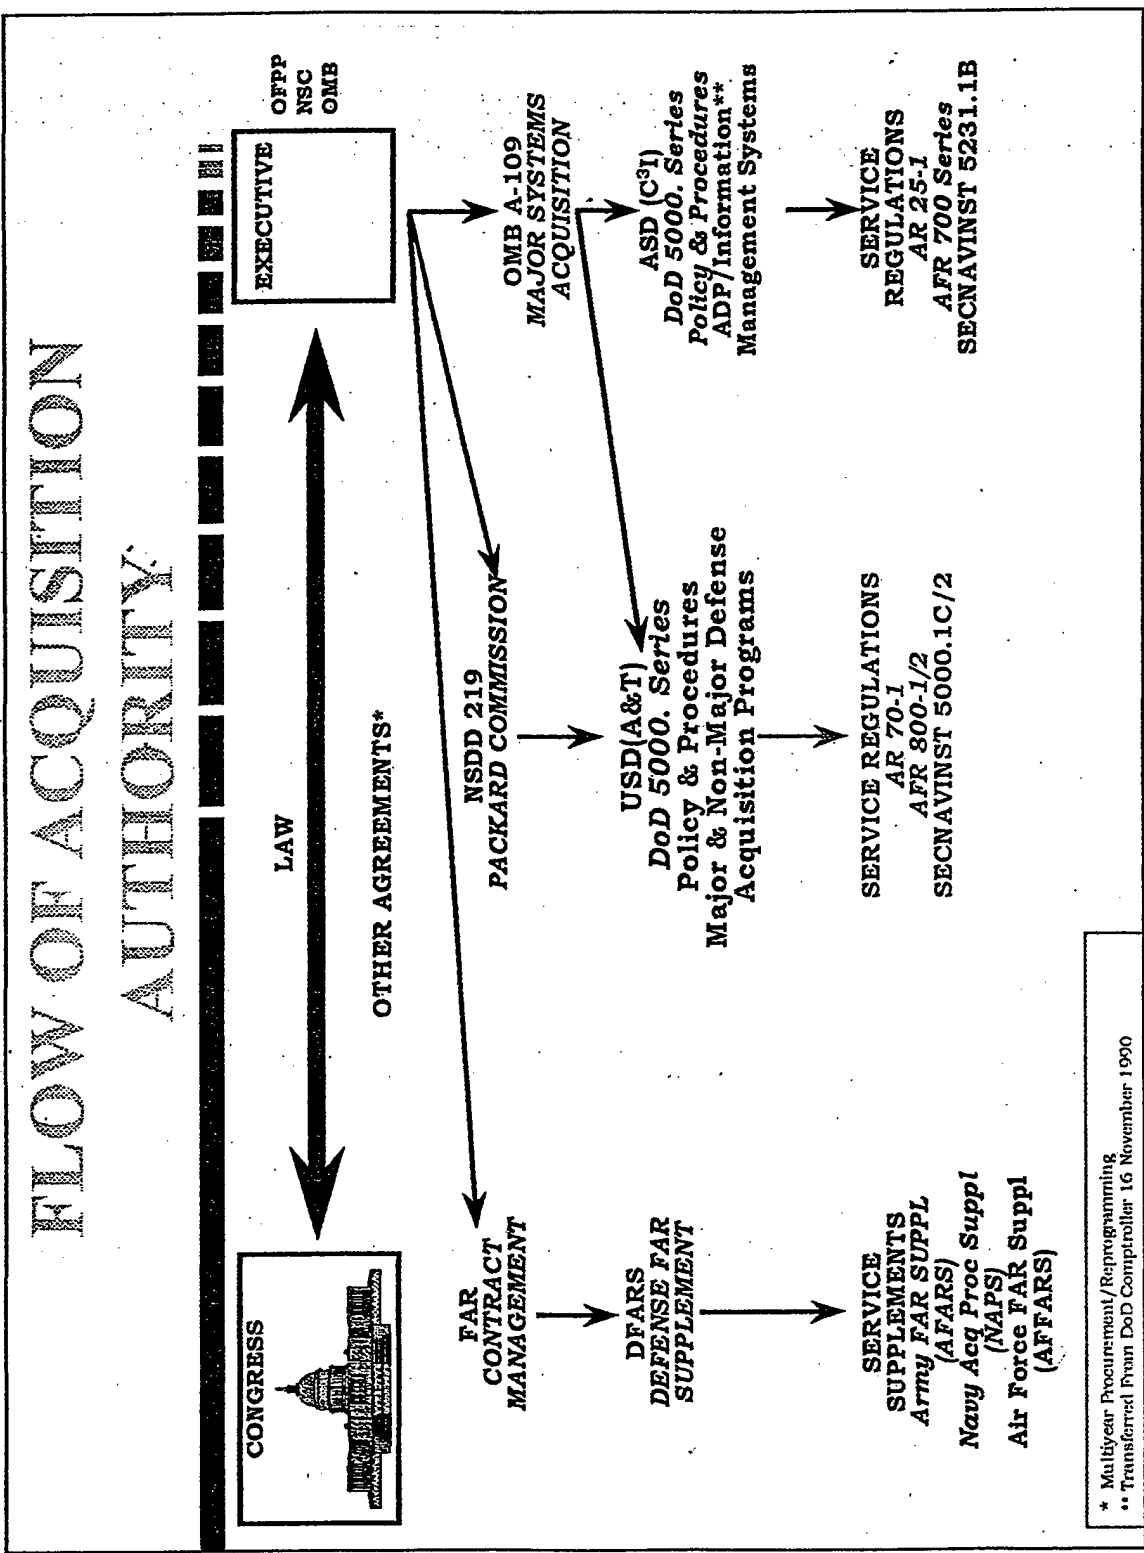 FLOW OF ACQUISITION
AUTHORITY
CONGRESS
LAW
OTHER AGREEMENTS*
EXECUTIVE
OFPP
NSC
OMB
FAR
CONTRACT
MANAGEMENT
NSDD 219
PACKARD COMMISSION
OMB A-109
MAJOR SYSTEMS
ACQUISITION
DFARS
DEFENSE FAR
SUPPLEMENT
USD(A&T)
DoD 5000. Series
Policy & Procedures
Major & Non-Major Defense
Acquisition Programs
ASD (C³I)
DoD 5000. Series
Policy & Procedures
ADP/Information**
Management Systems
SERVICE
SUPPLEMENTS
Army FAR SUPPL
(AFARS)
Navy Acq Proc Suppl
(NAPS)
Air Force FAR Suppl
(AFFARS)
SERVICE REGULATIONS
AR 70-1
AFR 800-1/2
SECNAVINST 5000.1C/2
SERVICE
REGULATIONS
AR 25-1
AFR 700 Series
SECNAVINST 5231.1B
* Multiyear Procurement/Reprogramming
** Transferred From DoD Comptroller 16 November 1990